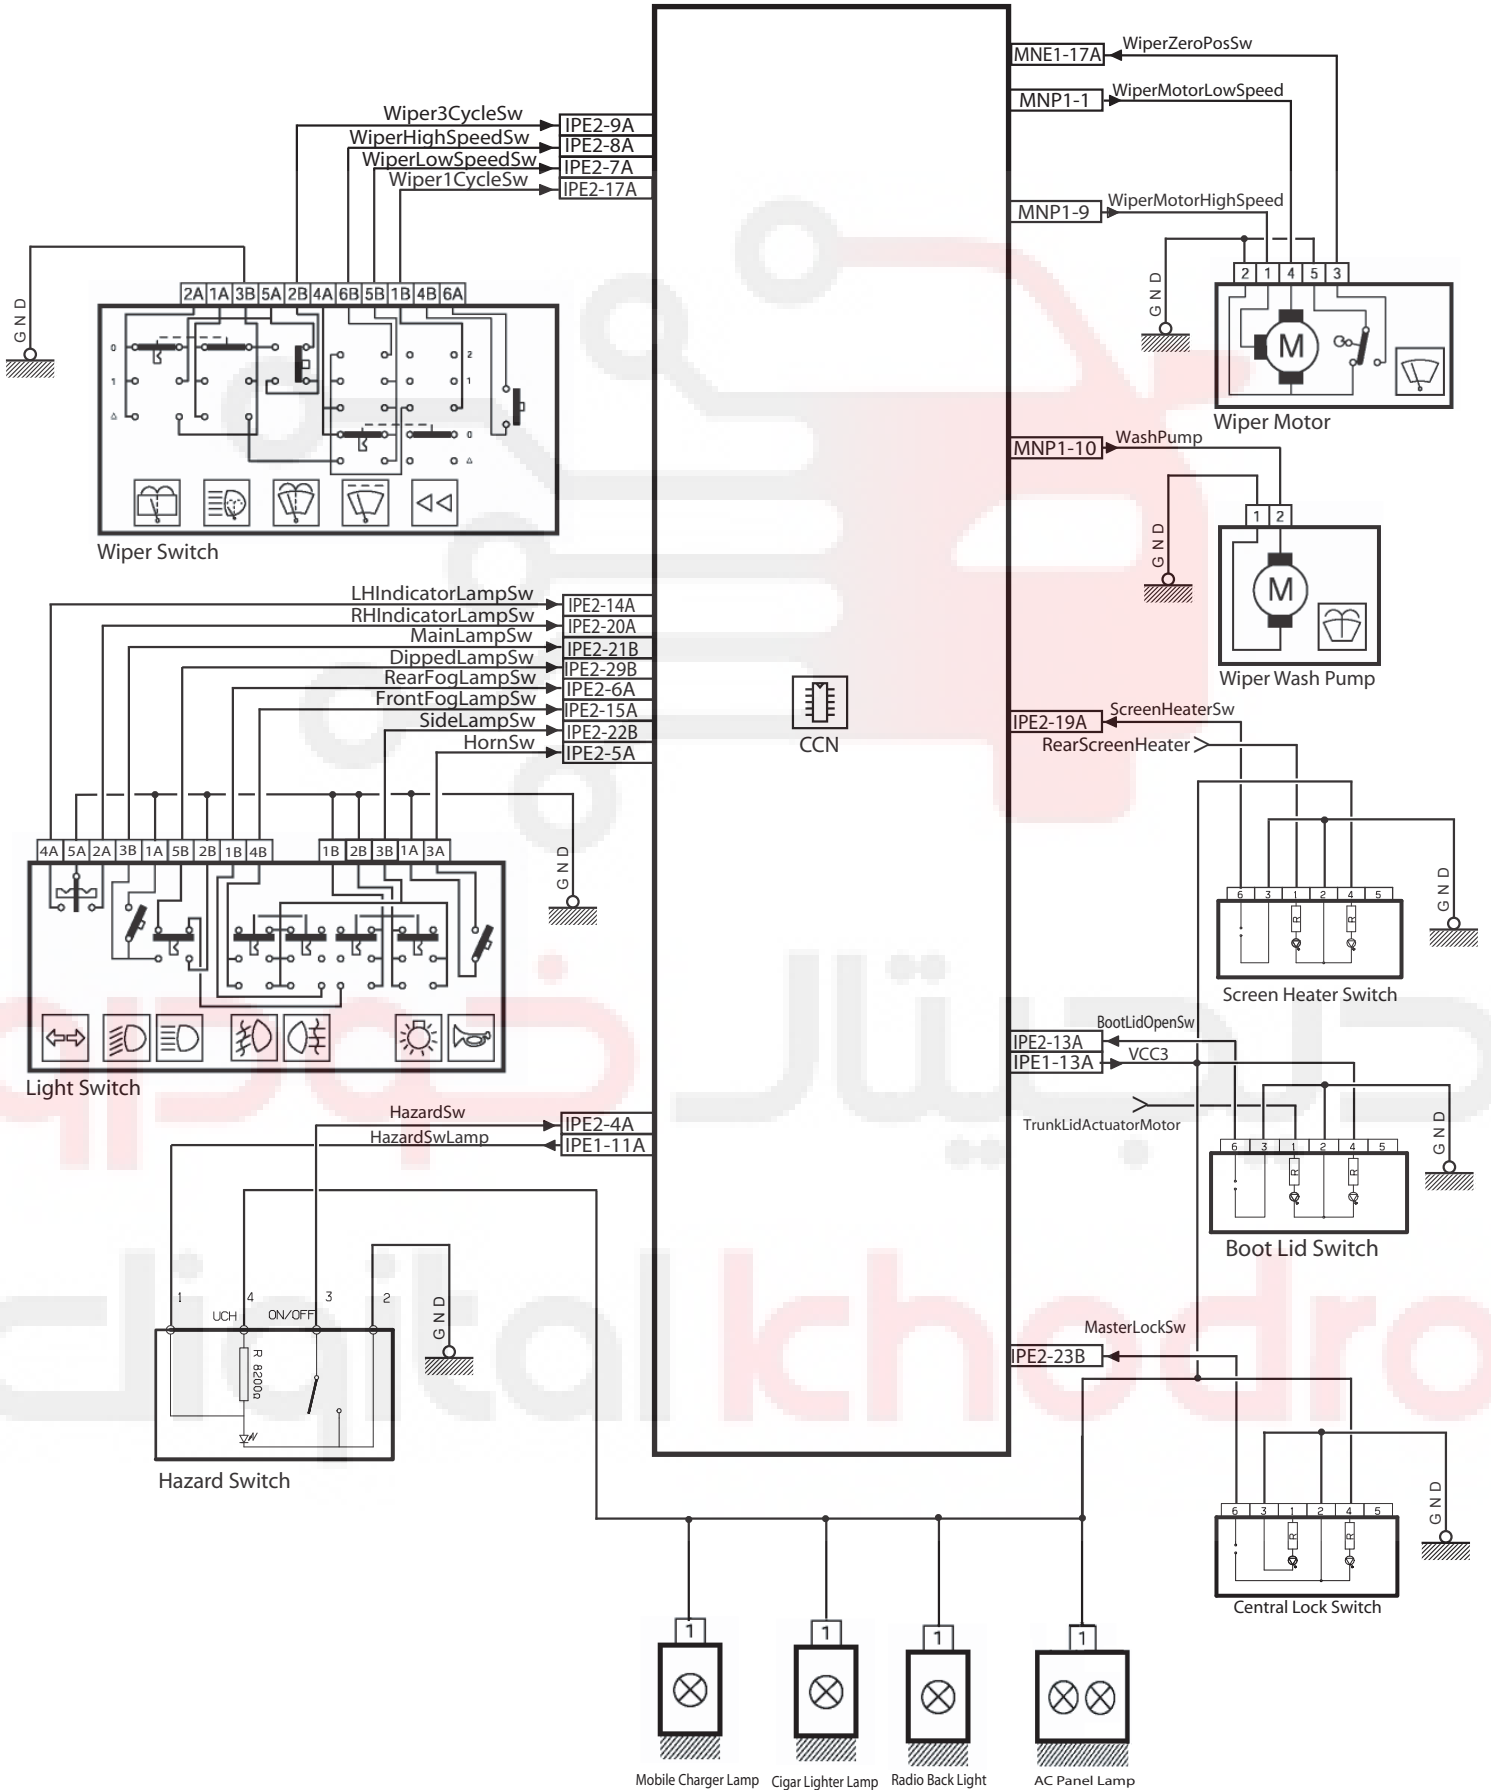 MNE1-17A WiperZeroPosSw
MNP1-1 WiperMotorLowSpeed
MNP1-9 WiperMotorHighSpeed
Wiper3CycleSw IPE2-9A
WiperHighSpeedSw IPE2-8A
WiperLowSpeedSw IPE2-7A
Wiper1CycleSw IPE2-17A
GND
2A 1A 3B 5A 2B 4A 6B 5B 1B 4B 6A
0
1
2
1
0
Wiper Switch
GND
2 1 4 5 3
M
Wiper Motor
MNP1-10 WashPump
GND
1 2
M
Wiper Wash Pump
LHIndicatorLampSw IPE2-14A
RHIndicatorLampSw IPE2-20A
MainLampSw IPE2-21B
DippedLampSw IPE2-29B
RearFogLampSw IPE2-6A
FrontFogLampSw IPE2-15A
SideLampSw IPE2-22B
HornSw IPE2-5A
CCN
4A 5A 2A 3B 1A 5B 2B 1B 4B
1B 2B 3B 1A 3A
GND
Light Switch
IPE2-19A ScreenHeaterSw
RearScreenHeater
GND
6 3 1 2 4 5
R R
Screen Heater Switch
دیجیتال خودرو
BootLidOpenSw
IPE2-13A
IPE1-13A VCC3
TrunkLidActuatorMotor
GND
6 3 1 2 4 5
R R
Boot Lid Switch
HazardSw IPE2-4A
HazardSwLamp IPE1-11A
1 4 3 2
UCH ON/OFF
GND
R 8200Ω
Hazard Switch
digital khodro
MasterLockSw
IPE2-23B
GND
6 3 1 2 4 5
R R
Central Lock Switch
1 1 1 1
Mobile Charger Lamp
Cigar Lighter Lamp
Radio Back Light
AC Panel Lamp